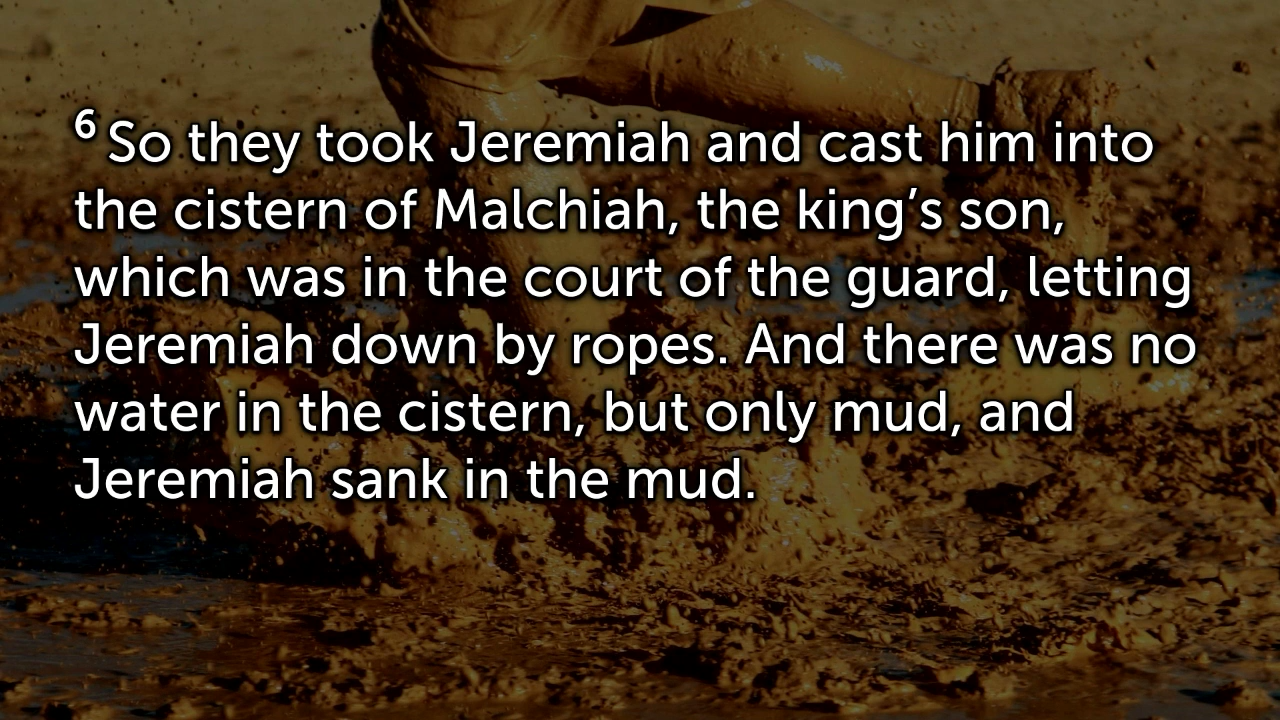 6 So they took Jeremiah and cast him into
the cistern of Malchiah, the king’s son,
which was in the court of the guard, letting
Jeremiah down by ropes. And there was no
water in the cistern, but only mud, and
Jeremiah sank in the mud.